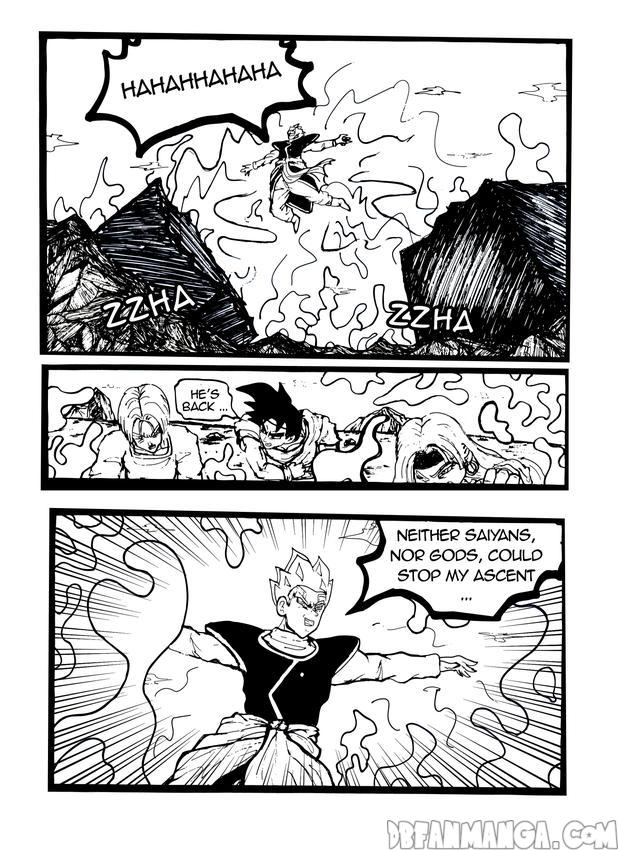 HAHAHHAHAHA
ZZHA
ZZHA
HE'S
BACK ...
NEITHER SAIYANS,
NOR GODS, COULD
STOP MY ASCENT
...
DBFANMANGA.COM